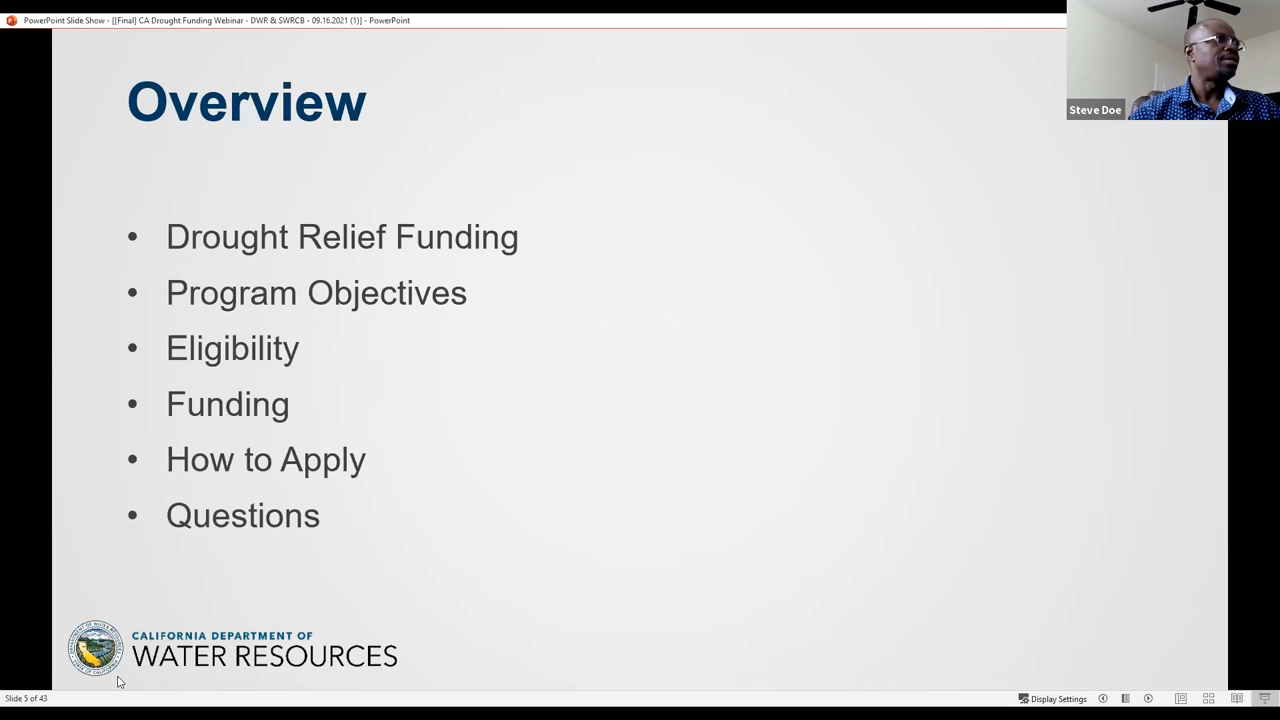 PowerPoint Slide Show - [[Final] CA Drought Funding Webinar - DWR & SWRCB - 09.16.2021 (1)] - PowerPoint
Steve Doe
Overview
• Drought Relief Funding
• Program Objectives
• Eligibility
• Funding
• How to Apply
• Questions
CALIFORNIA DEPARTMENT OF
WATER RESOURCES
Slide 5 of 43
Display Settings